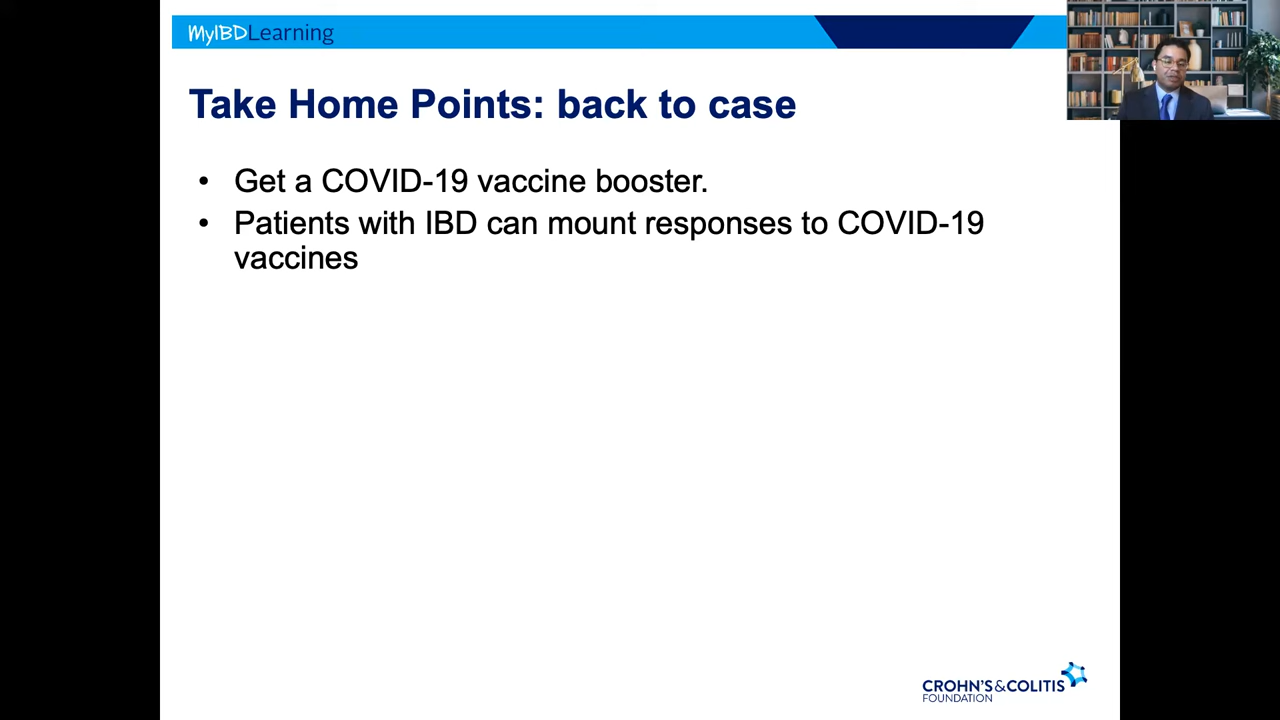 MyIBDLearning
Take Home Points: back to case
• Get a COVID-19 vaccine booster.
• Patients with IBD can mount responses to COVID-19
vaccines
CROHN'S & COLITIS
FOUNDATION